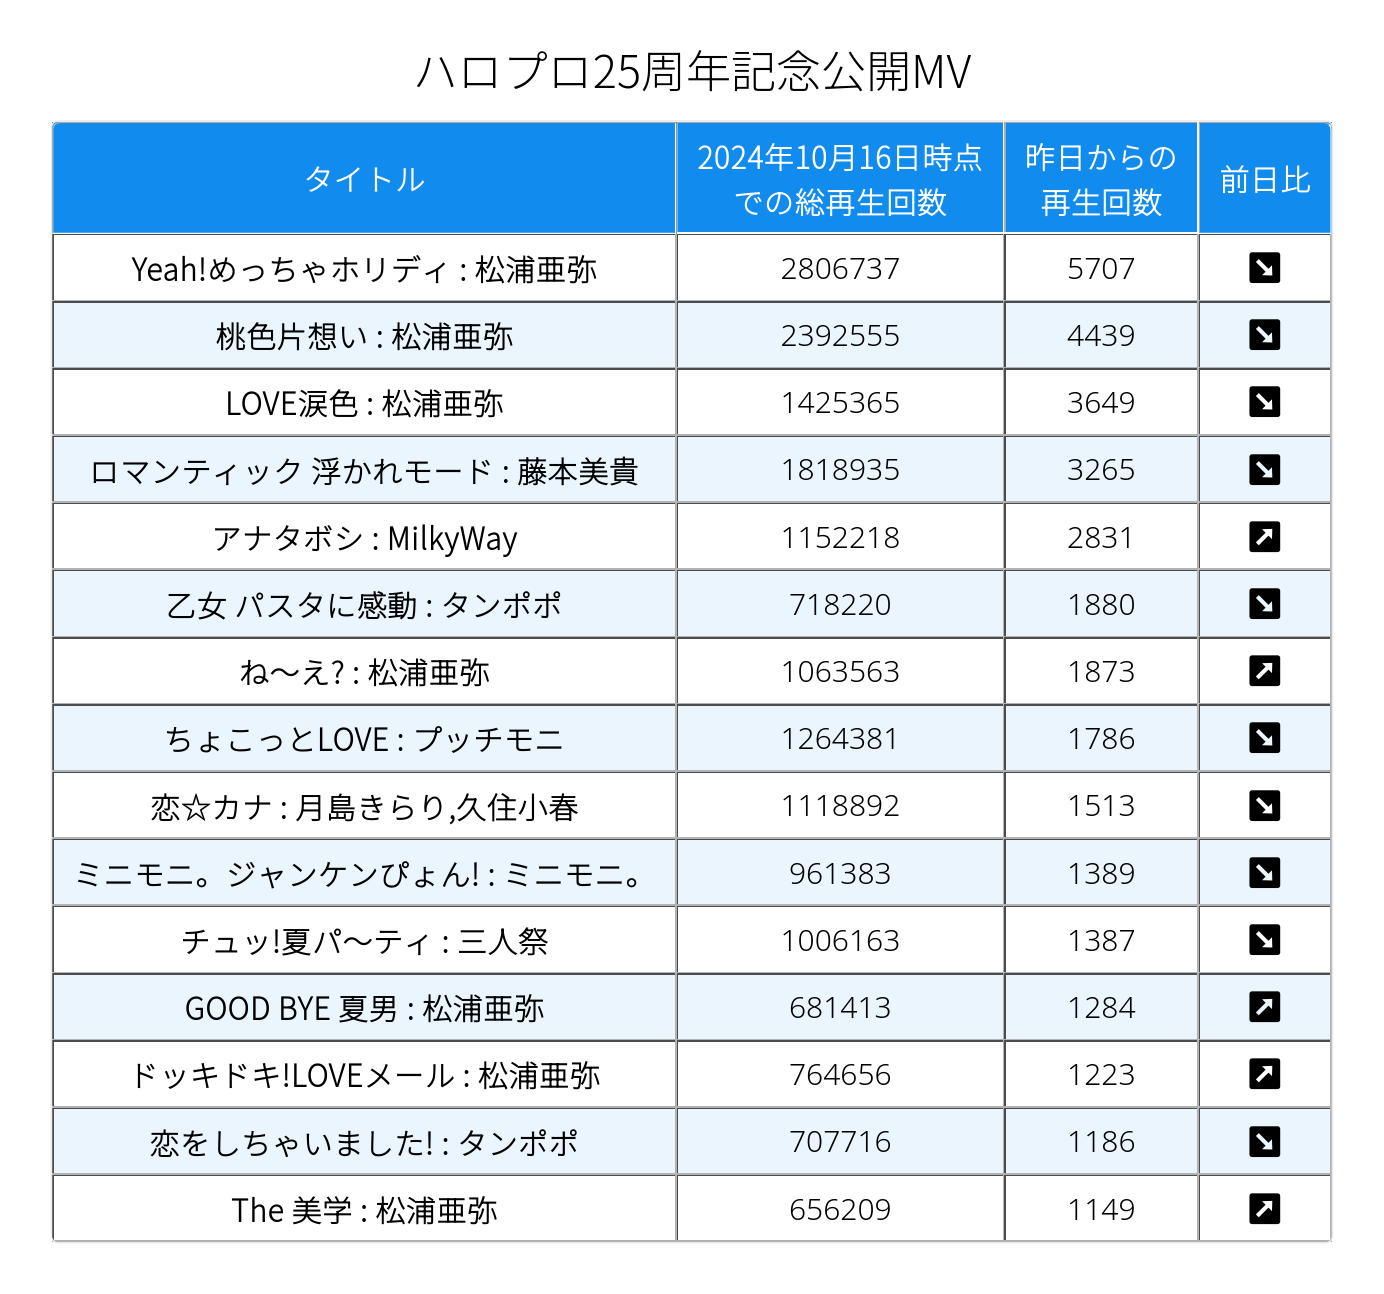 ハロプロ25周年記念公開MV
タイトル 2024年10月16日時点での総再生回数 昨日からの再生回数 前日比
Yeah!めっちゃホリディ : 松浦亜弥 2806737 5707 ↘
桃色片想い : 松浦亜弥 2392555 4439 ↘
LOVE涙色 : 松浦亜弥 1425365 3649 ↘
ロマンティック 浮かれモード : 藤本美貴 1818935 3265 ↘
アナタボシ : MilkyWay 1152218 2831 ↗
乙女 パスタに感動 : タンポポ 718220 1880 ↘
ね〜え? : 松浦亜弥 1063563 1873 ↗
ちょこっとLOVE : プッチモニ 1264381 1786 ↘
恋☆カナ : 月島きらり,久住小春 1118892 1513 ↘
ミニモニ。ジャンケンぴょん! : ミニモニ。 961383 1389 ↘
チュッ!夏パ〜ティ : 三人祭 1006163 1387 ↘
GOOD BYE 夏男 : 松浦亜弥 681413 1284 ↗
ドッキドキ!LOVEメール : 松浦亜弥 764656 1223 ↗
恋をしちゃいました! : タンポポ 707716 1186 ↘
The 美学 : 松浦亜弥 656209 1149 ↗